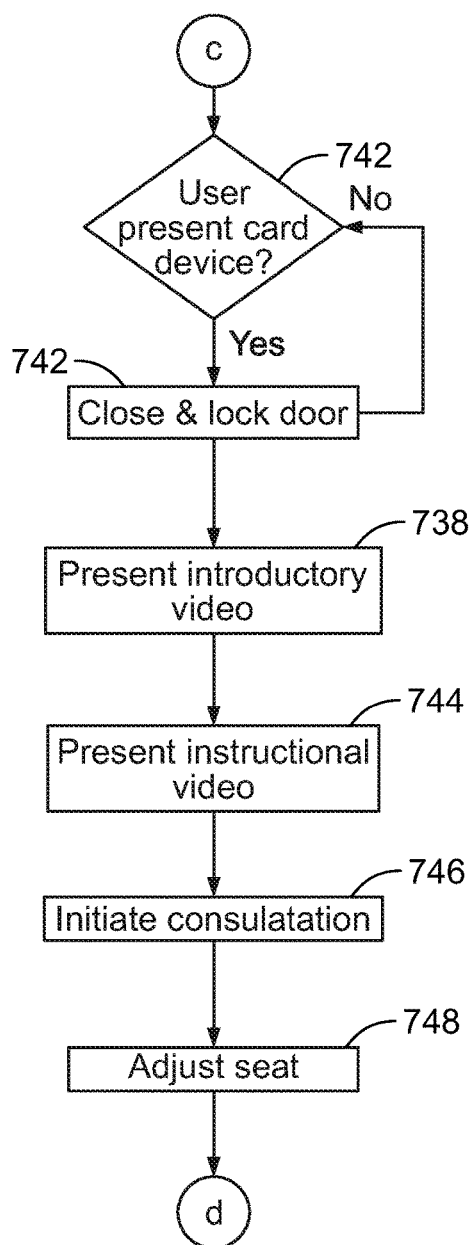 c
742
User
present card
device?
No
Yes
742
Close & lock door
738
Present introductory
video
744
Present instructional
video
746
Initiate consulatation
748
Adjust seat
d